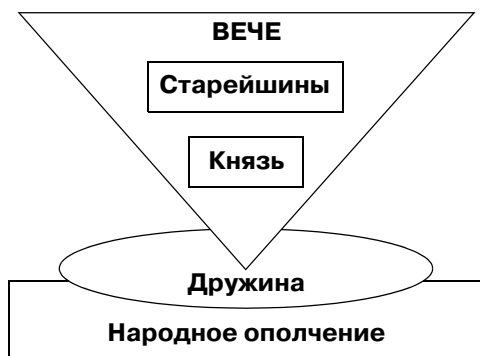 ВЕЧЕ
Старейшины
Князь
Дружина
Народное ополчение